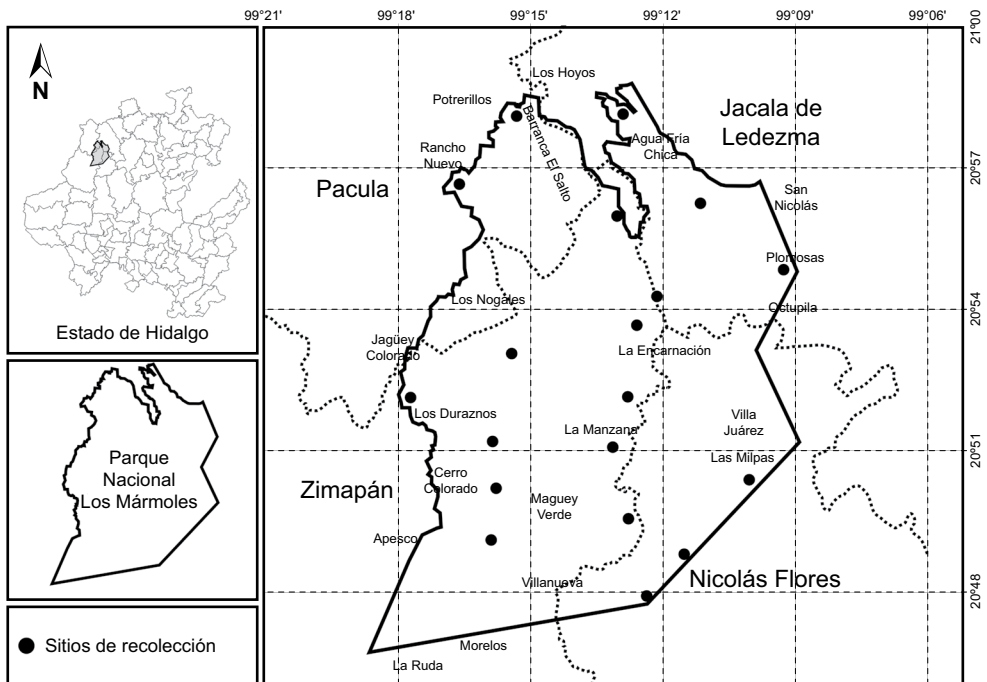 99°21'
99°18'
99°15'
99°12'
99°09'
99°06'
21°00
N
Estado de Hidalgo
Parque
Nacional
Los Mármoles
Sitios de recolección
Los Hoyos
Potrerillos
Barranca El Salto
Jacala de
Ledezma
Agua Fría
Chica
Rancho
Nuevo
20°57
Pacula
San
Nicolás
Plomosas
Los Nogales
Octupila
20°54
Jagüey
Colorado
La Encarnación
Los Duraznos
La Manzana
Villa
Juárez
20°51
Las Milpas
Cerro
Colorado
Zimapán
Maguey
Verde
Apesco
Villanueva
Nicolás Flores
20°48
Morelos
La Ruda